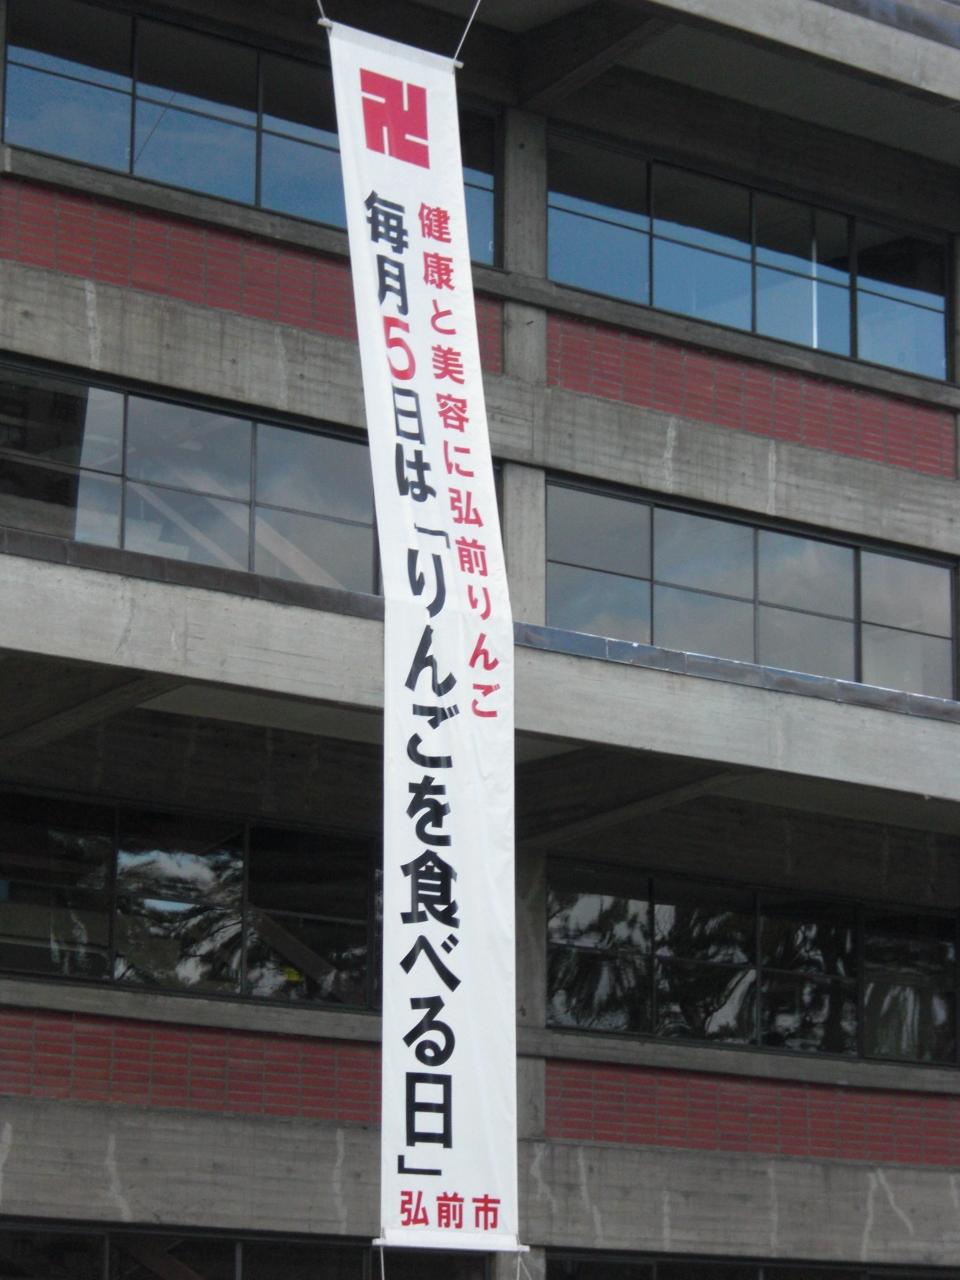 健康と美容に弘前りんご
毎月5日は「りんごを食べる日」
弘前市